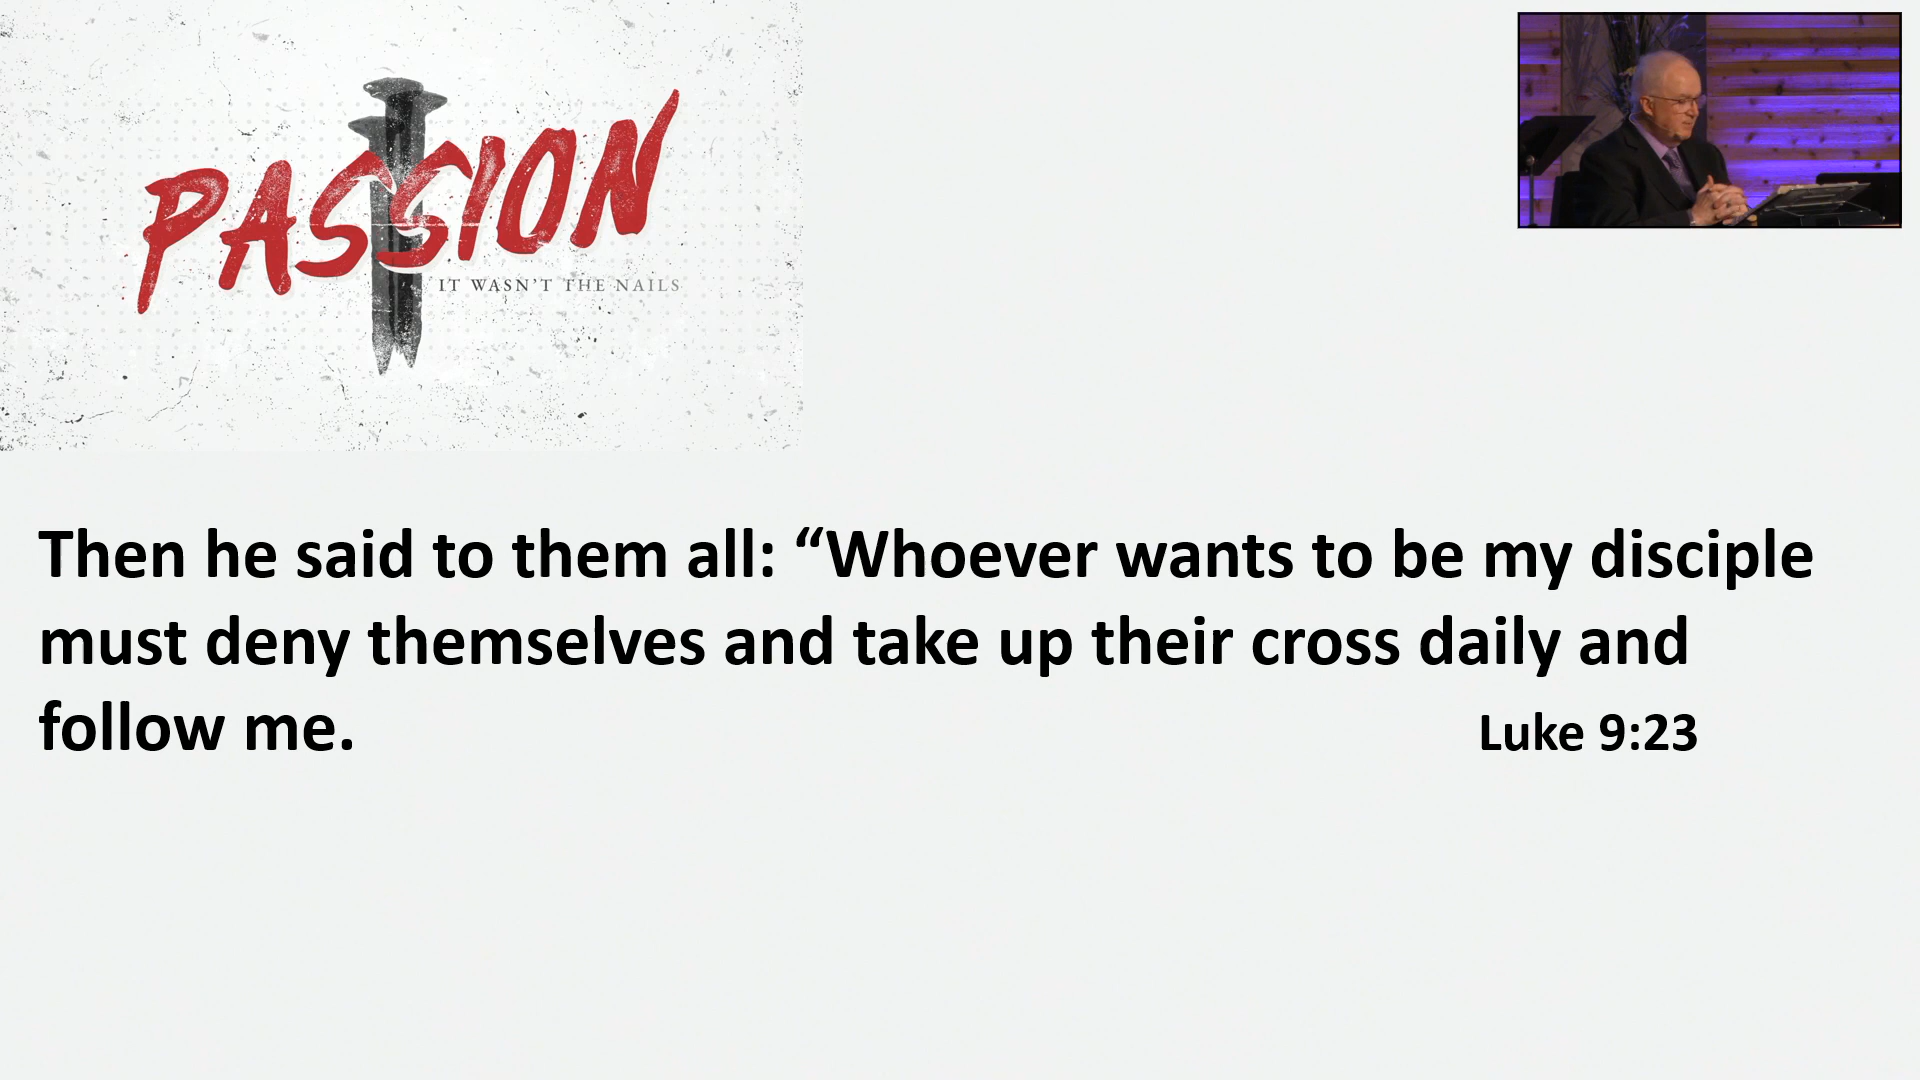 PASSION
IT WASN'T THE NAILS
Then he said to them all: “Whoever wants to be my disciple
must deny themselves and take up their cross daily and
follow me.
Luke 9:23